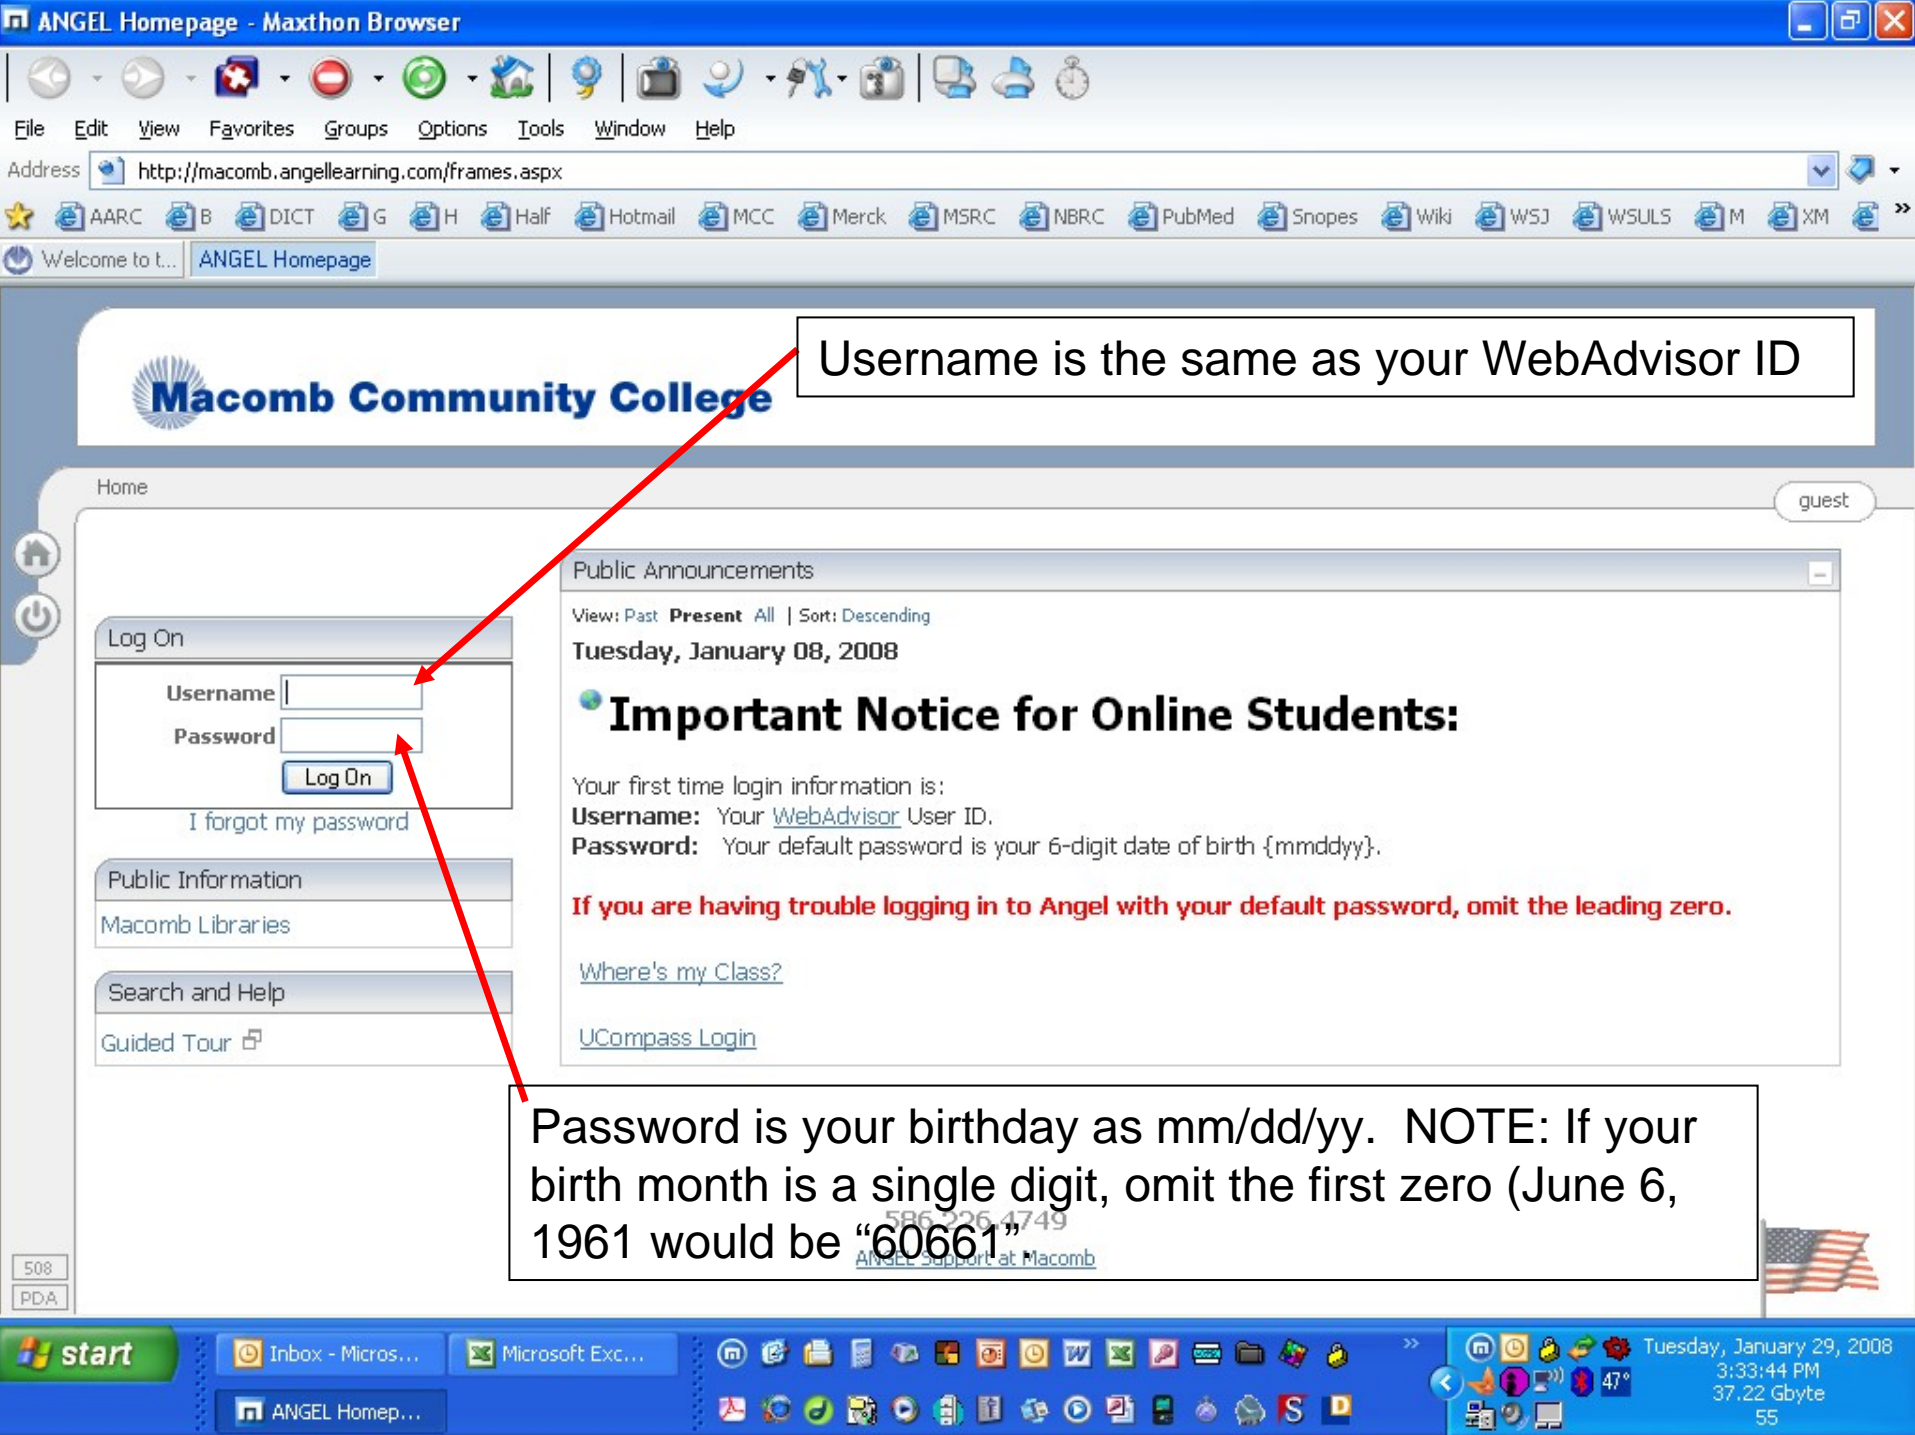 ANGEL Homepage - Maxthon Browser
File Edit View Favorites Groups Options Tools Window Help
Address http://macomb.angellearning.com/frames.aspx
AARC B DICT G H Half Hotmail MCC Merck MSRC NBRC PubMed Snopes Wiki WSJ WSULS M XM »
Welcome to t... ANGEL Homepage
Username is the same as your WebAdvisor ID
Macomb Community College
Home
guest
Public Announcements
View: Past Present All | Sort: Descending
Tuesday, January 08, 2008
Log On
Username
Password
Log On
I forgot my password
Important Notice for Online Students:
Your first time login information is:
Username: Your WebAdvisor User ID.
Password: Your default password is your 6-digit date of birth {mmddyy}.
If you are having trouble logging in to Angel with your default password, omit the leading zero.
Where's my Class?
UCompass Login
Public Information
Macomb Libraries
Search and Help
Guided Tour
Password is your birthday as mm/dd/yy. NOTE: If your
birth month is a single digit, omit the first zero (June 6,
1961 would be “60661”.
586.226.4749
ANGEL Support at Macomb
508
PDA
start
Inbox - Micros...
Microsoft Exc...
ANGEL Homep...
47°
Tuesday, January 29, 2008
3:33:44 PM
37.22 Gbyte
55